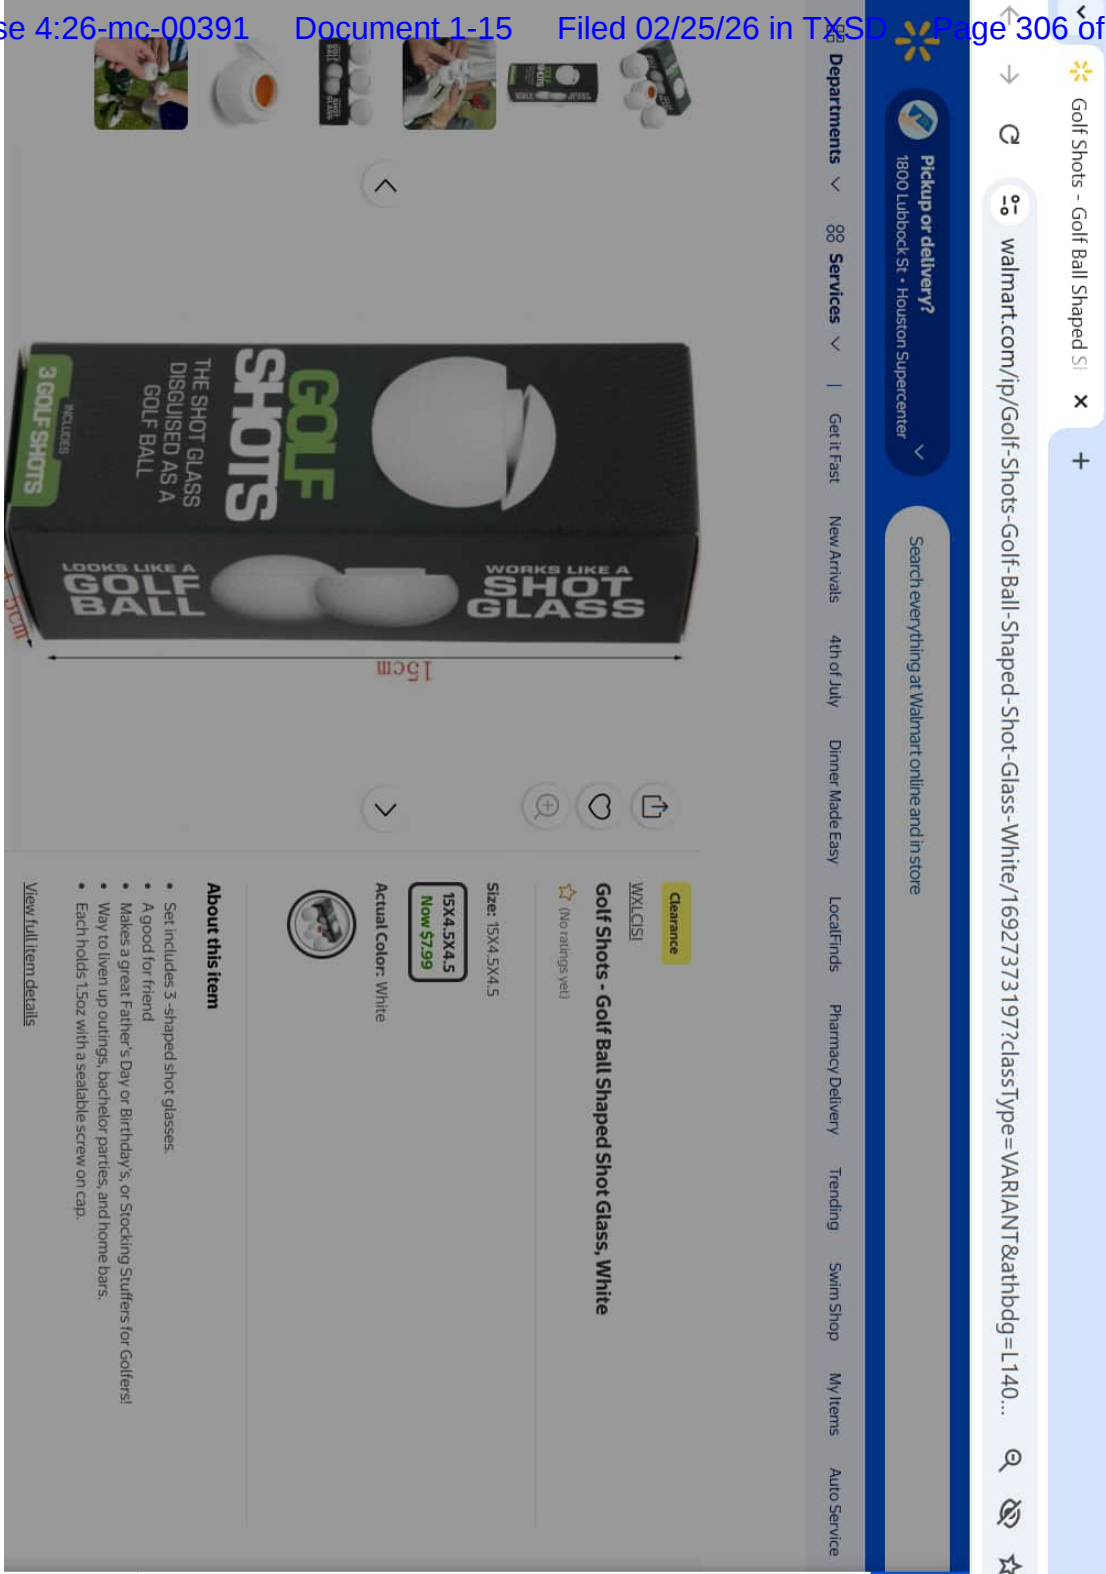 se 4:26-mc-00391 Document 1-15 Filed 02/25/26 in TXSD Page 306 of
Golf Shots - Golf Ball Shaped Sl
walmart.com/ip/Golf-Shots-Golf-Ball-Shaped-Shot-Glass-White/16927373197?classType=VARIANT&athbdg=L140...
Pickup or delivery?
1800 Lubbock St • Houston Supercenter
Search everything at Walmart online and in store
Departments Services | Get it Fast New Arrivals 4th of July Dinner Made Easy LocalFinds Pharmacy Delivery Trending Swim Shop My Items Auto Service
GOLF
SHOTS
THE SHOT GLASS
DISGUISED AS A
GOLF BALL
INCLUDES
3 GOLF SHOTS
WORKS LIKE A
SHOT
GLASS
LOOKS LIKE A
GOLF
BALL
15cm
5cm
Clearance
WXLCISI
Golf Shots - Golf Ball Shaped Shot Glass, White
(No ratings yet)
Size: 15X4.5X4.5
15X4.5X4.5
Now $7.99
Actual Color: White
About this item
• Set includes 3 -shaped shot glasses.
• A good for friend
• Makes a great Father's Day or Birthday's, or Stocking Stuffers for Golfers!
• Way to liven up outings, bachelor parties, and home bars.
• Each holds 1.5oz with a sealable screw on cap.
View full item details